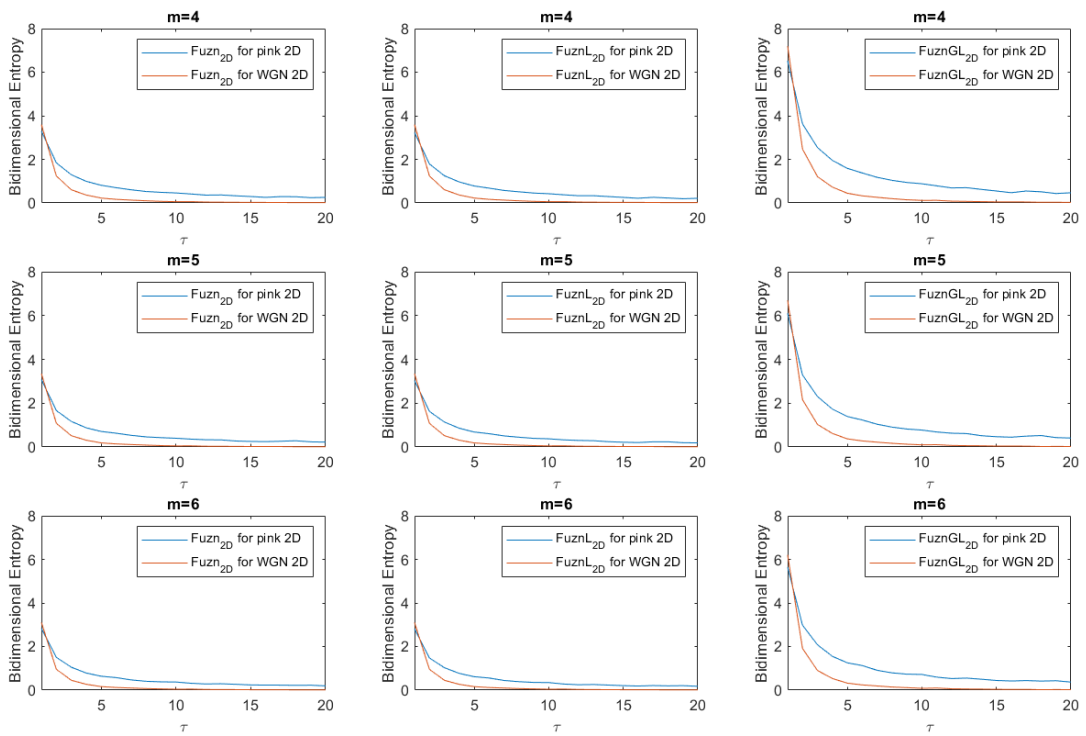 m=4
8
6
4
2
0
Bidimensional Entropy
Fuzn2D for pink 2D
Fuzn2D for WGN 2D
5 10 15 20
τ
m=4
8
6
4
2
0
Bidimensional Entropy
FuznL2D for pink 2D
FuznL2D for WGN 2D
5 10 15 20
τ
m=4
8
6
4
2
0
Bidimensional Entropy
FuznGL2D for pink 2D
FuznGL2D for WGN 2D
5 10 15 20
τ
m=5
8
6
4
2
0
Bidimensional Entropy
Fuzn2D for pink 2D
Fuzn2D for WGN 2D
5 10 15 20
τ
m=5
8
6
4
2
0
Bidimensional Entropy
FuznL2D for pink 2D
FuznL2D for WGN 2D
5 10 15 20
τ
m=5
8
6
4
2
0
Bidimensional Entropy
FuznGL2D for pink 2D
FuznGL2D for WGN 2D
5 10 15 20
τ
m=6
8
6
4
2
0
Bidimensional Entropy
Fuzn2D for pink 2D
Fuzn2D for WGN 2D
5 10 15 20
τ
m=6
8
6
4
2
0
Bidimensional Entropy
FuznL2D for pink 2D
FuznL2D for WGN 2D
5 10 15 20
τ
m=6
8
6
4
2
0
Bidimensional Entropy
FuznGL2D for pink 2D
FuznGL2D for WGN 2D
5 10 15 20
τ